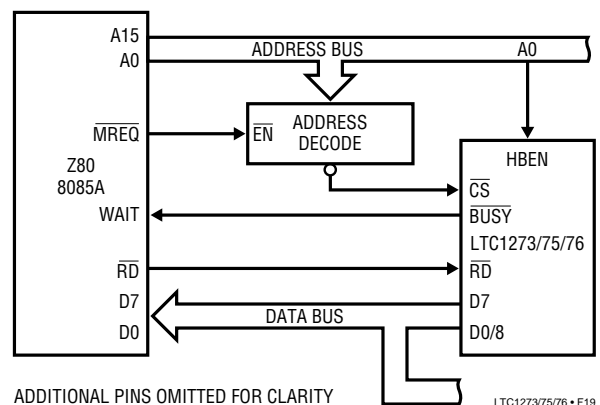 A15
A0
ADDRESS BUS
A0
MREQ
EN
ADDRESS
DECODE
HBEN
Z80
8085A
CS
WAIT
BUSY
LTC1273/75/76
RD
RD
D7
D7
D0
DATA BUS
D0/8
ADDITIONAL PINS OMITTED FOR CLARITY
LTC1273/75/76 • F19